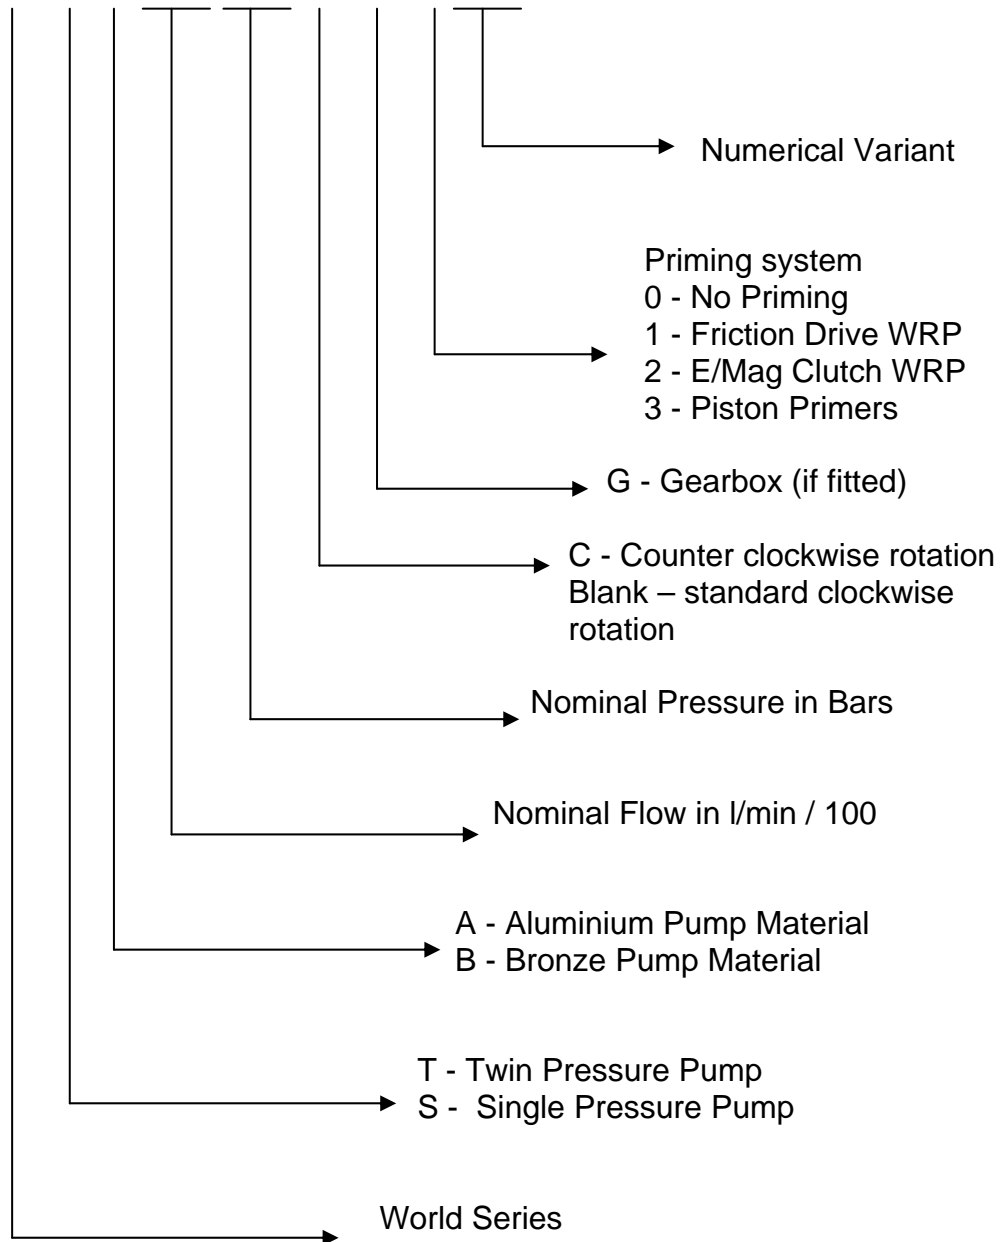 Numerical Variant
Priming system
0 - No Priming
1 - Friction Drive WRP
2 - E/Mag Clutch WRP
3 - Piston Primers
G - Gearbox (if fitted)
C - Counter clockwise rotation
Blank – standard clockwise
rotation
Nominal Pressure in Bars
Nominal Flow in l/min / 100
A - Aluminium Pump Material
B - Bronze Pump Material
T - Twin Pressure Pump
S -  Single Pressure Pump
World Series